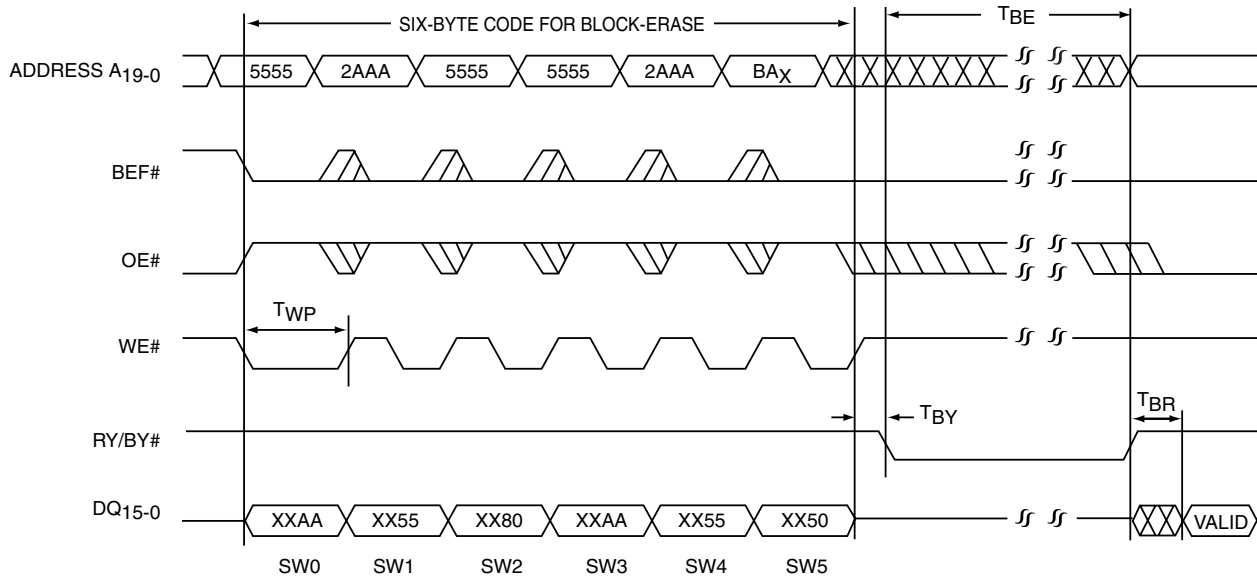 SIX-BYTE CODE FOR BLOCK-ERASE
TBE
ADDRESS A19-0
5555 2AAA 5555 5555 2AAA BAX
BEF#
OE#
TWP
WE#
TBY
TBR
RY/BY#
DQ15-0
XXAA XX55 XX80 XXAA XX55 XX50 VALID
SW0 SW1 SW2 SW3 SW4 SW5